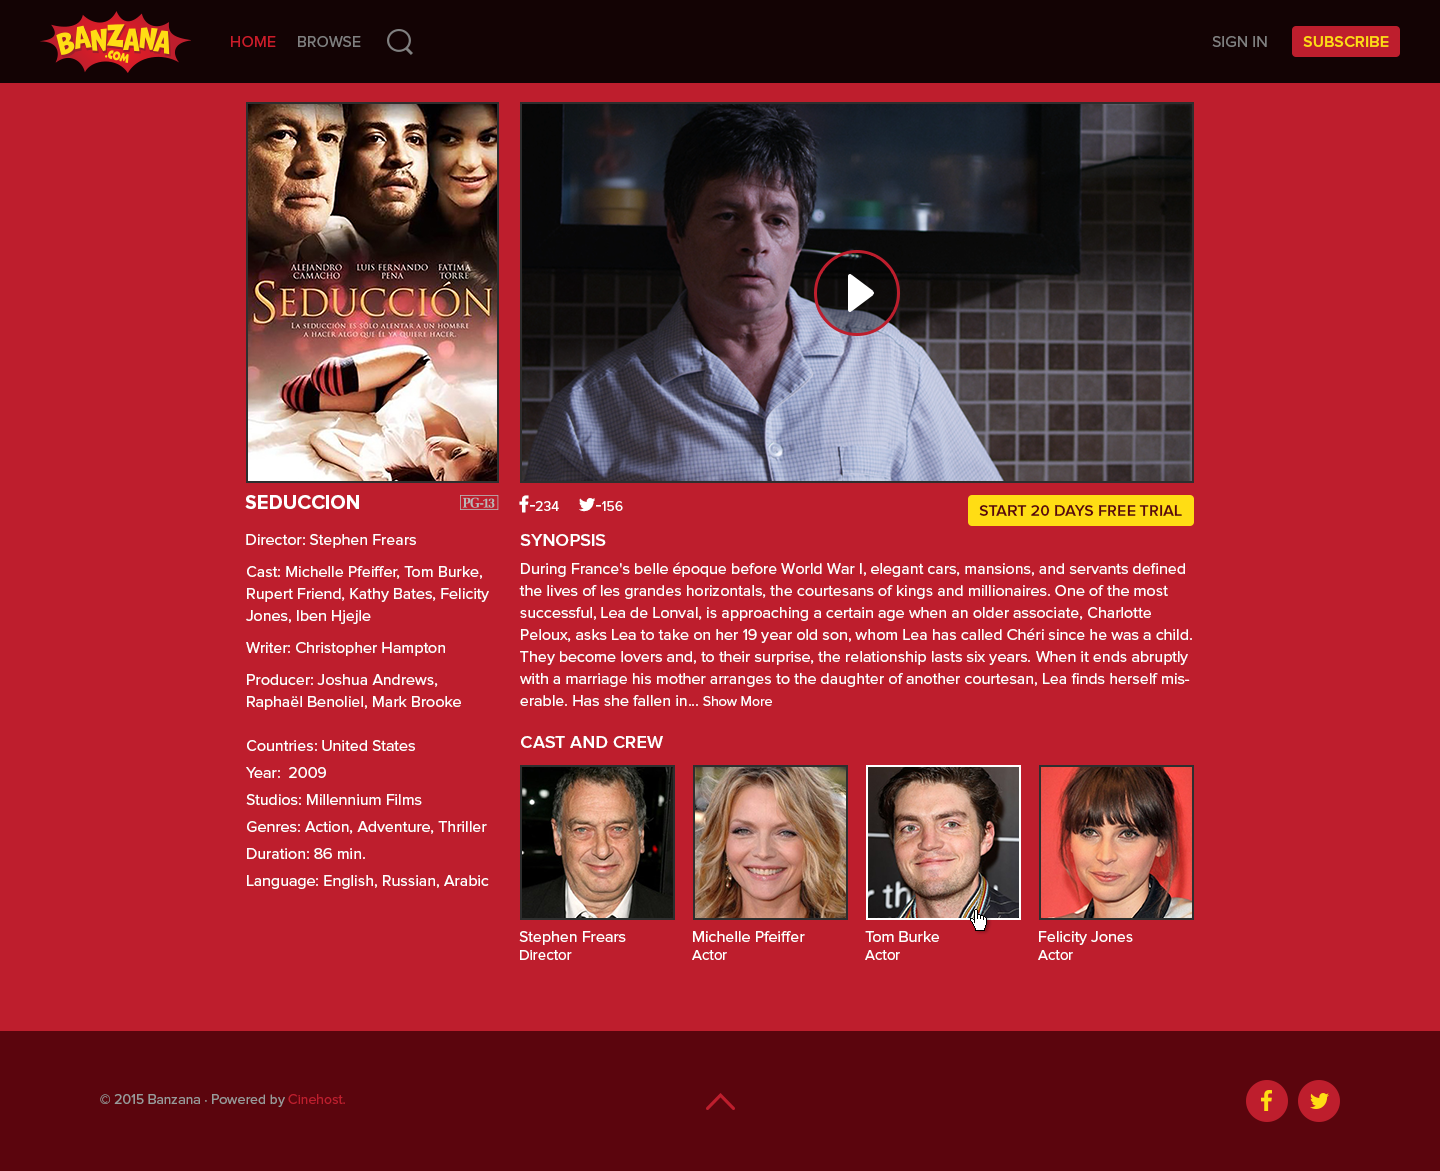 BANZANA
.COM
HOME
BROWSE
SIGN IN
SUBSCRIBE
ALEJANDRO CAMACHO
LUIS FERNANDO PEÑA
FATIMA TORRE
SEDUCCIÓN
LA SEDUCCIÓN ES SÓLO ALENTAR A UN HOMBRE
A HACER ALGO QUE ÉL YA QUIERE HACER.
SEDUCCION
PG-13
Director: Stephen Frears
Cast: Michelle Pfeiffer, Tom Burke,
Rupert Friend, Kathy Bates, Felicity
Jones, Iben Hjejle
Writer: Christopher Hampton
Producer: Joshua Andrews,
Raphaël Benoliel, Mark Brooke
Countries: United States
Year: 2009
Studios: Millennium Films
Genres: Action, Adventure, Thriller
Duration: 86 min.
Language: English, Russian, Arabic
-234
-156
START 20 DAYS FREE TRIAL
SYNOPSIS
During France's belle époque before World War I, elegant cars, mansions, and servants defined
the lives of les grandes horizontals, the courtesans of kings and millionaires. One of the most
successful, Lea de Lonval, is approaching a certain age when an older associate, Charlotte
Peloux, asks Lea to take on her 19 year old son, whom Lea has called Chéri since he was a child.
They become lovers and, to their surprise, the relationship lasts six years. When it ends abruptly
with a marriage his mother arranges to the daughter of another courtesan, Lea finds herself mis-
erable. Has she fallen in... Show More
CAST AND CREW
r th
Stephen Frears
Director
Michelle Pfeiffer
Actor
Tom Burke
Actor
Felicity Jones
Actor
© 2015 Banzana · Powered by Cinehost.